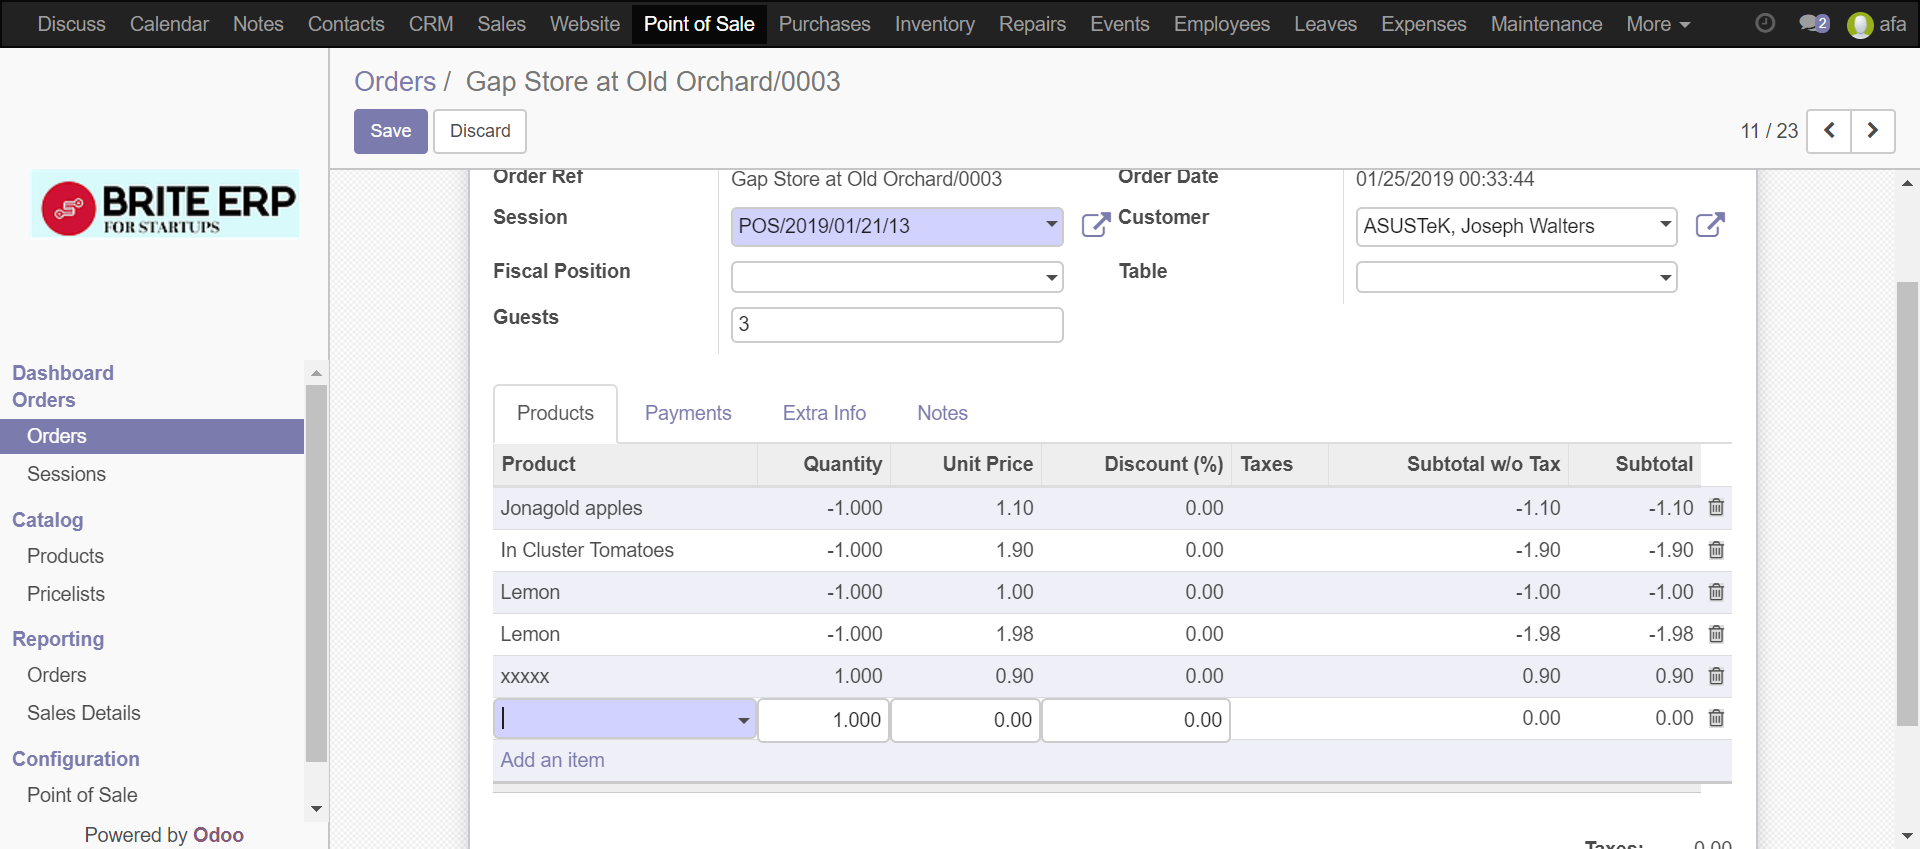 Discuss Calendar Notes Contacts CRM Sales Website Point of Sale Purchases Inventory Repairs Events Employees Leaves Expenses Maintenance More 2 afa
Orders / Gap Store at Old Orchard/0003
Save Discard 11 / 23
BRITE ERP
FOR STARTUPS
Dashboard
Orders
Orders
Sessions
Catalog
Products
Pricelists
Reporting
Orders
Sales Details
Configuration
Point of Sale
Powered by Odoo
Order Ref Gap Store at Old Orchard/0003 Order Date 01/25/2019 00:33:44
Session POS/2019/01/21/13 Customer ASUSTeK, Joseph Walters
Fiscal Position Table
Guests 3
Products Payments Extra Info Notes
Product Quantity Unit Price Discount (%) Taxes Subtotal w/o Tax Subtotal
Jonagold apples -1.000 1.10 0.00 -1.10 -1.10
In Cluster Tomatoes -1.000 1.90 0.00 -1.90 -1.90
Lemon -1.000 1.00 0.00 -1.00 -1.00
Lemon -1.000 1.98 0.00 -1.98 -1.98
xxxxx 1.000 0.90 0.00 0.90 0.90
1.000 0.00 0.00 0.00 0.00
Add an item
Taxes: 0.00